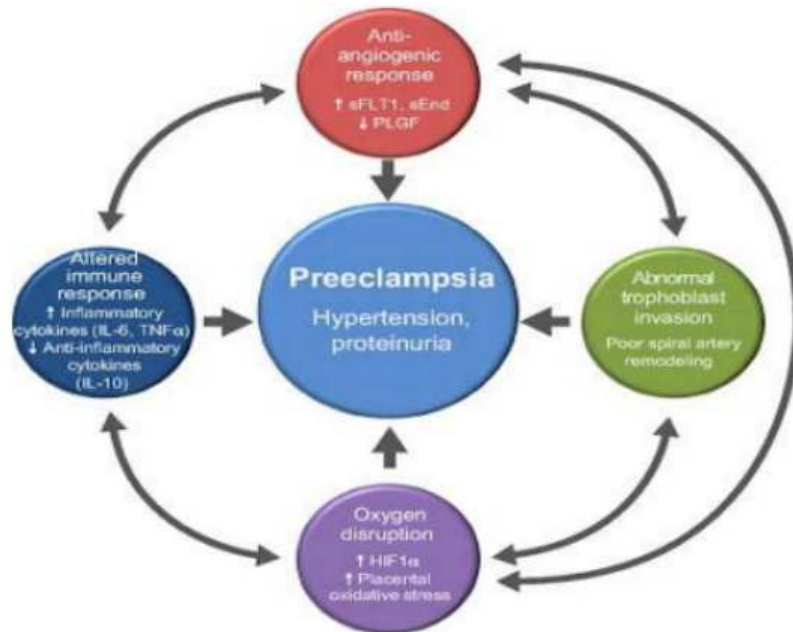 Anti-
angiogenic
response
↑ sFLT1, sEnd
↓ PLGF
Altered
immune
response
↑ Inflammatory
cytokines (IL-6, TNFα)
↓ Anti-inflammatory
cytokines
(IL-10)
Preeclampsia
Hypertension,
proteinuria
Abnormal
trophoblast
invasion
Poor spiral artery
remodeling
Oxygen
disruption
↑ HIF1α
↑ Placental
oxidative stress